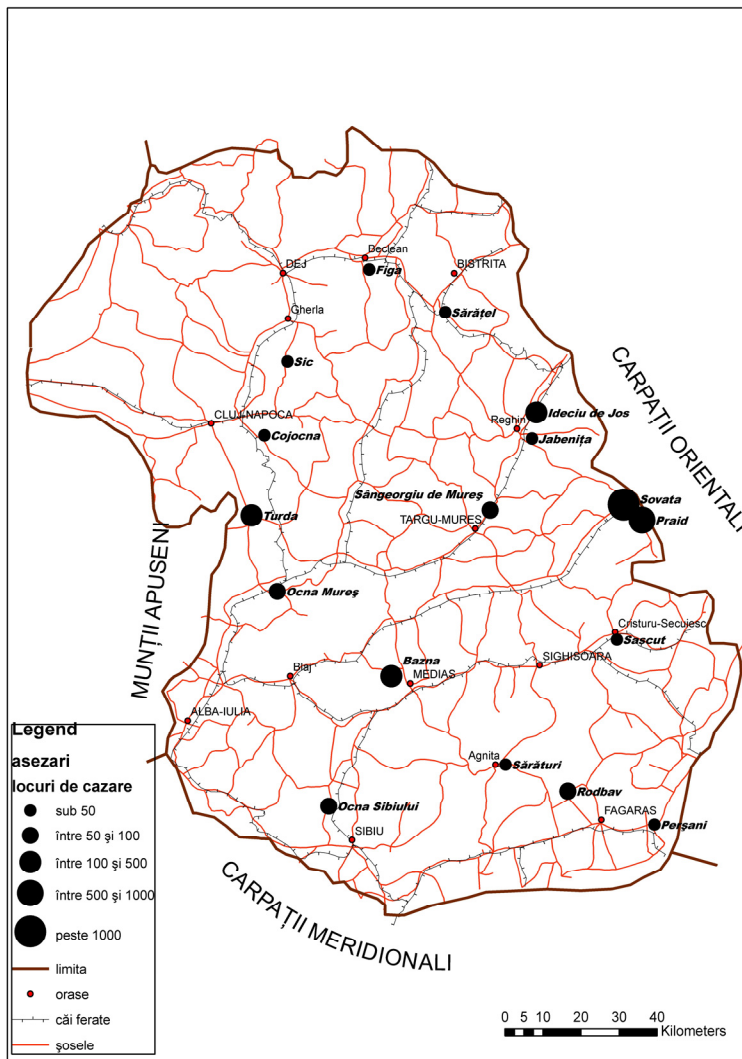 Beclean
DEJ
Figa
BISTRITA
Gherla
Sărățel
Sic
CARPAȚII ORIENTALI
Ideciu de Jos
CLUJ-NAPOCA
Reghin
Cojocna
Jabenița
Sângeorgiu de Mureș
Sovata
Turda
TARGU-MURES
Praid
MUNȚII APUSENI
Ocna Mureș
Cristuru-Secuiesc
Sașcut
Bazna
SIGHISOARA
Blaj
MEDIAS
ALBA-IULIA
Agnita
Sărături
Rodbav
Ocna Sibiului
FAGARAS
Perșani
SIBIU
CARPAȚII MERIDIONALI
Legend
asezari
locuri de cazare
sub 50
între 50 și 100
între 100 și 500
între 500 și 1000
peste 1000
limita
orase
căi ferate
șosele
0 5 10 20 30 40
Kilometers